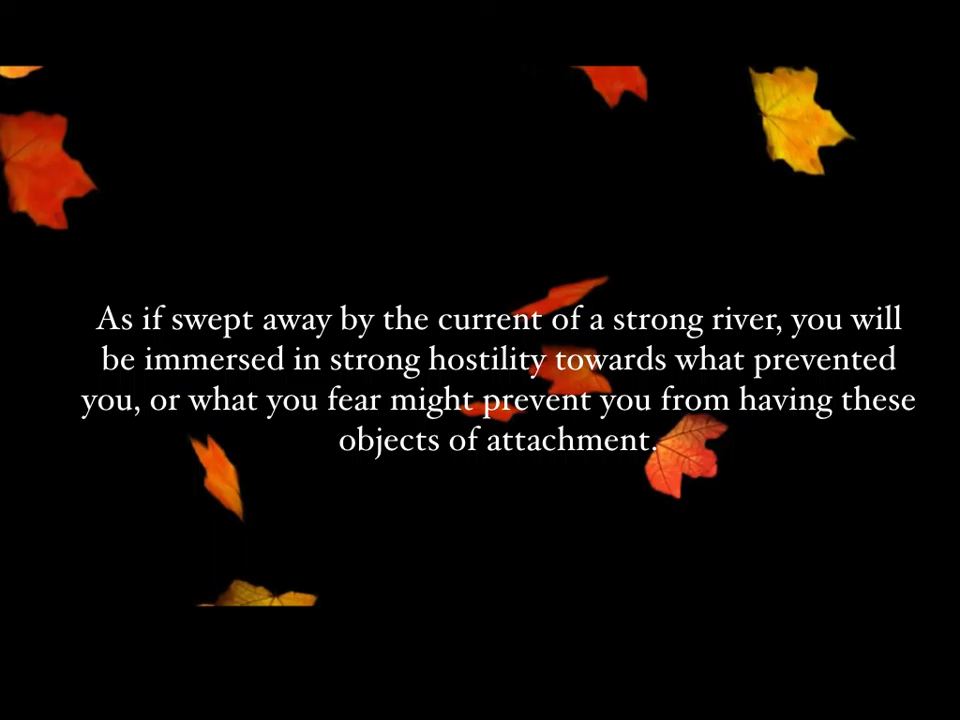 As if swept away by the current of a strong river, you will
be immersed in strong hostility towards what prevented
you, or what you fear might prevent you from having these
objects of attachment.